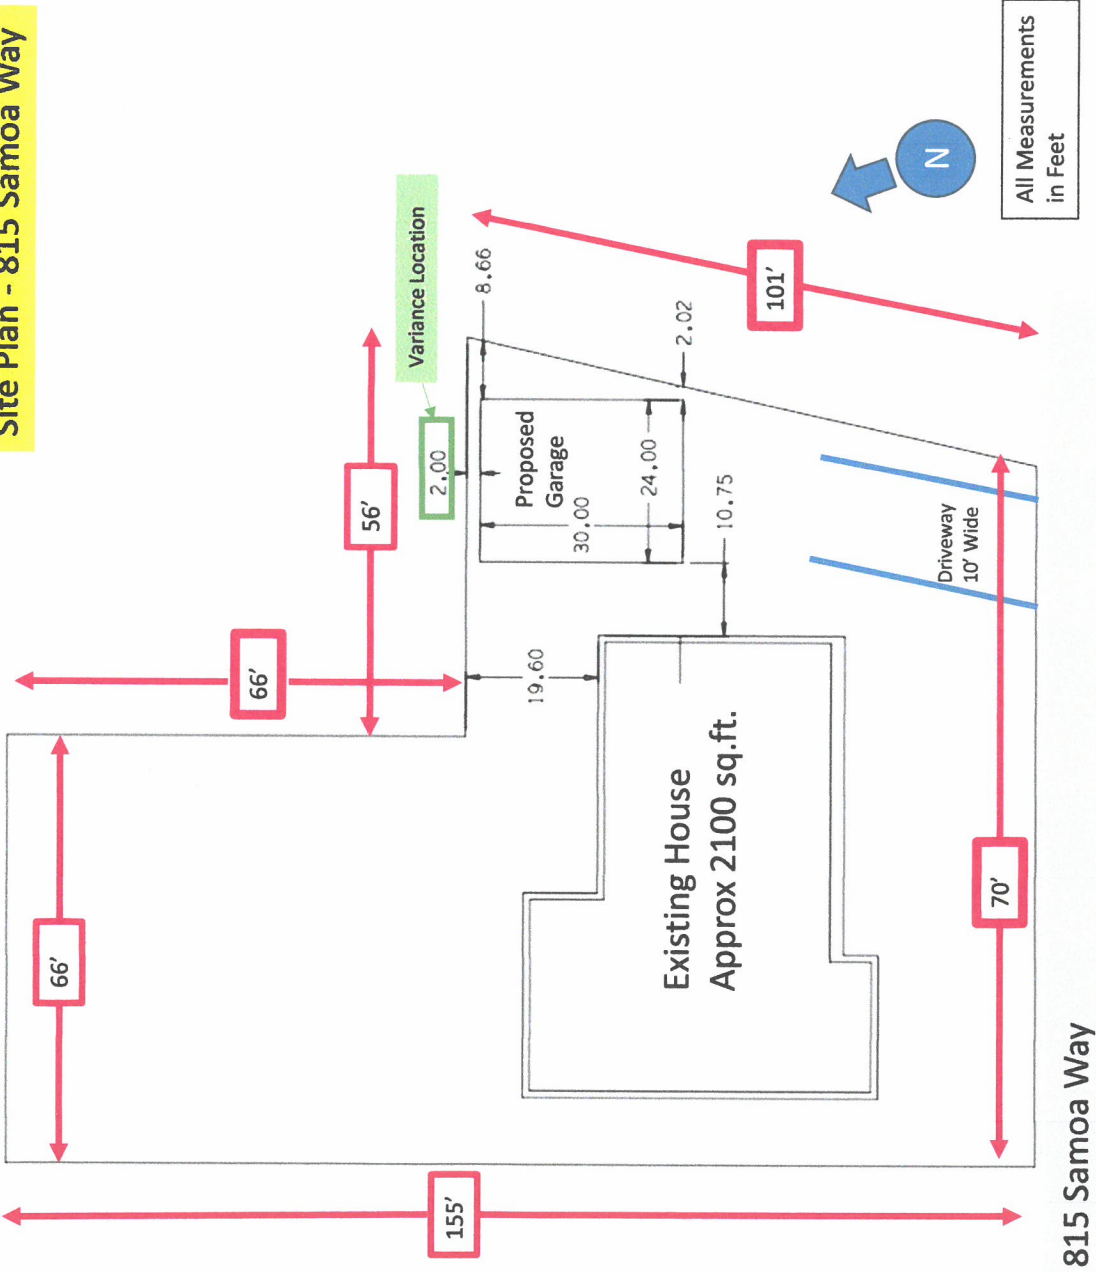 Site Plan - 815 Samoa Way
66'
66'
56'
Variance Location
2.00
8.66
Proposed
Garage
30.00
24.00
2.02
101'
N
All Measurements
in Feet
19.60
10.75
Existing House
Approx 2100 sq.ft.
Driveway
10' Wide
70'
155'
815 Samoa Way